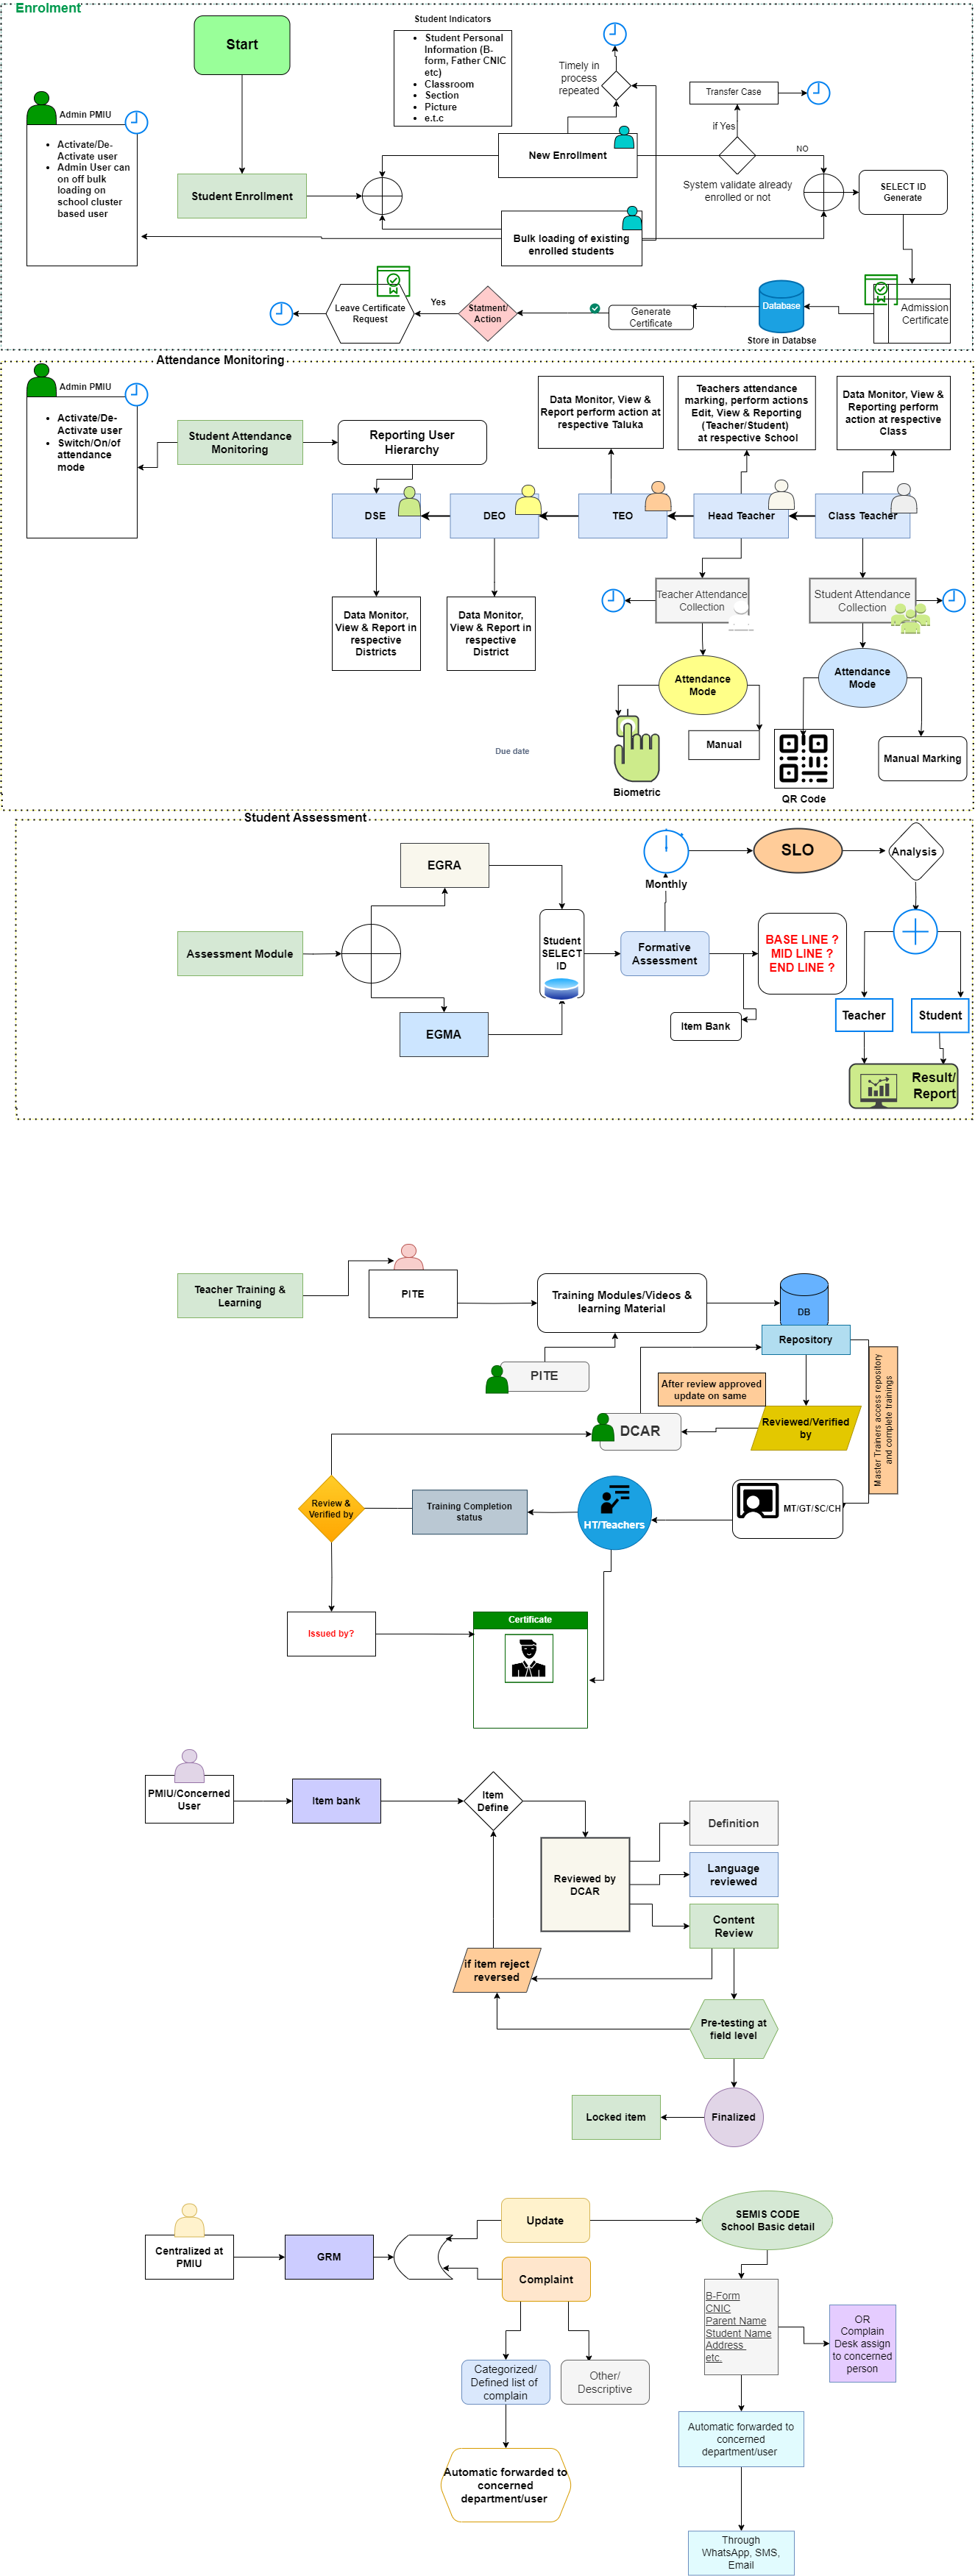 Enrolment
Start
Student Indicators
Student Personal
Information (B-
form, Father CNIC
etc)
Classroom
Section
Picture
e.t.c
Timely in
process
repeated
Transfer Case
if Yes
NO
Admin PMIU
Activate/De-
Activate user
Admin User can
on off bulk
loading on
school cluster
based user
New Enrollment
System validate already
enrolled or not
Student Enrollment
SELECT ID
Generate
Bulk loading of existing
enrolled students
Leave Certificate
Request
Yes
Statment/
Action
Generate
Certificate
Database
Store in Databse
Admission
Certificate
Attendance Monitoring
Admin PMIU
Activate/De-
Activate user
Switch/On/of
attendance
mode
Student Attendance
Monitoring
Reporting User
Hierarchy
Data Monitor, View &
Report perform action at
respective Taluka
Teachers attendance
marking, perform actions
Edit, View & Reporting
(Teacher/Student)
at respective School
Data Monitor, View &
Reporting perform
action at respective
Class
DSE
DEO
TEO
Head Teacher
Class Teacher
Data Monitor,
View & Report in
respective
Districts
Data Monitor,
View & Report in
respective
District
Teacher Attendance
Collection
Student Attendance
Collection
Attendance
Mode
Attendance
Mode
Due date
Manual
Manual Marking
Biometric
QR Code
Student Assessment
EGRA
Monthly
SLO
Analysis
Assessment Module
Student
SELECT
ID
Formative
Assessment
BASE LINE ?
MID LINE ?
END LINE ?
EGMA
Item Bank
Teacher
Student
Result/
Report
Teacher Training &
Learning
PITE
Training Modules/Videos &
learning Material
DB
Repository
PITE
After review approved
update on same
Master Trainers access repository
and complete trainings
DCAR
Reviewed/Verified
by
Review &
Verified by
Training Completion
status
HT/Teachers
MT/GT/SC/CH
Issued by?
Certificate
PMIU/Concerned
User
Item bank
Item
Define
Definition
Reviewed by
DCAR
Language
reviewed
Content
Review
if item reject
reversed
Pre-testing at
field level
Locked item
Finalized
Centralized at
PMIU
GRM
Update
Complaint
SEMIS CODE
School Basic detail
B-Form
CNIC
Parent Name
Student Name
Address
etc.
OR
Complain
Desk assign
to concerned
person
Categorized/
Defined list of
complain
Other/
Descriptive
Automatic forwarded to
concerned
department/user
Automatic forwarded to
concerned
department/user
Through
WhatsApp, SMS,
Email